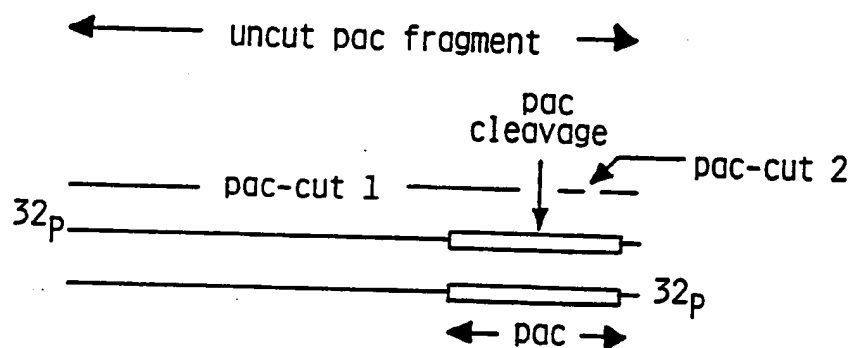 uncut pac fragment
pac
cleavage
pac-cut 2
pac-cut 1
32p
32p
pac